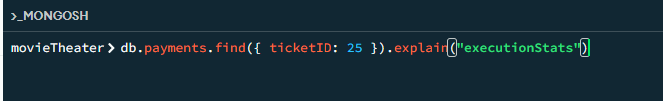 >_MONGOSH
movieTheater> db.payments.find({ ticketID: 25 }).explain("executionStats")